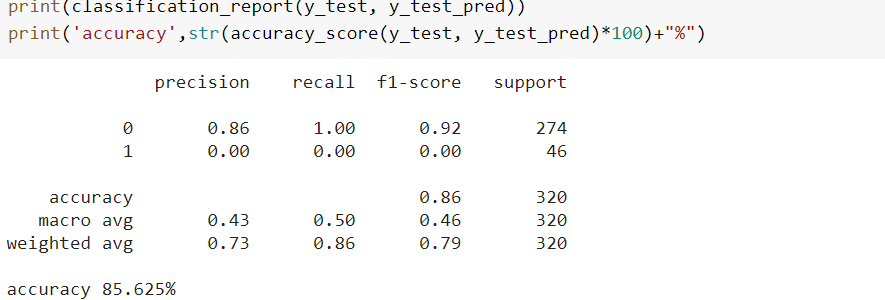 print(classification_report(y_test, y_test_pred))
print('accuracy',str(accuracy_score(y_test, y_test_pred)*100)+"%")
precision recall f1-score support
0 0.86 1.00 0.92 274
1 0.00 0.00 0.00 46
accuracy 0.86 320
macro avg 0.43 0.50 0.46 320
weighted avg 0.73 0.86 0.79 320
accuracy 85.625%